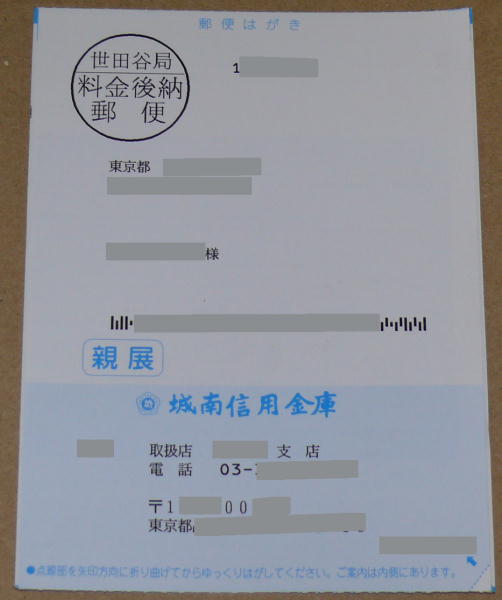 郵便はがき
世田谷局
料金後納
郵便
1
東京都
様
親展
城南信用金庫
取扱店 支店
電話 03-
〒1 00
東京都
●点線部を矢印方向に折り曲げてからゆっくりはがしてください。ご案内は内側にあります。